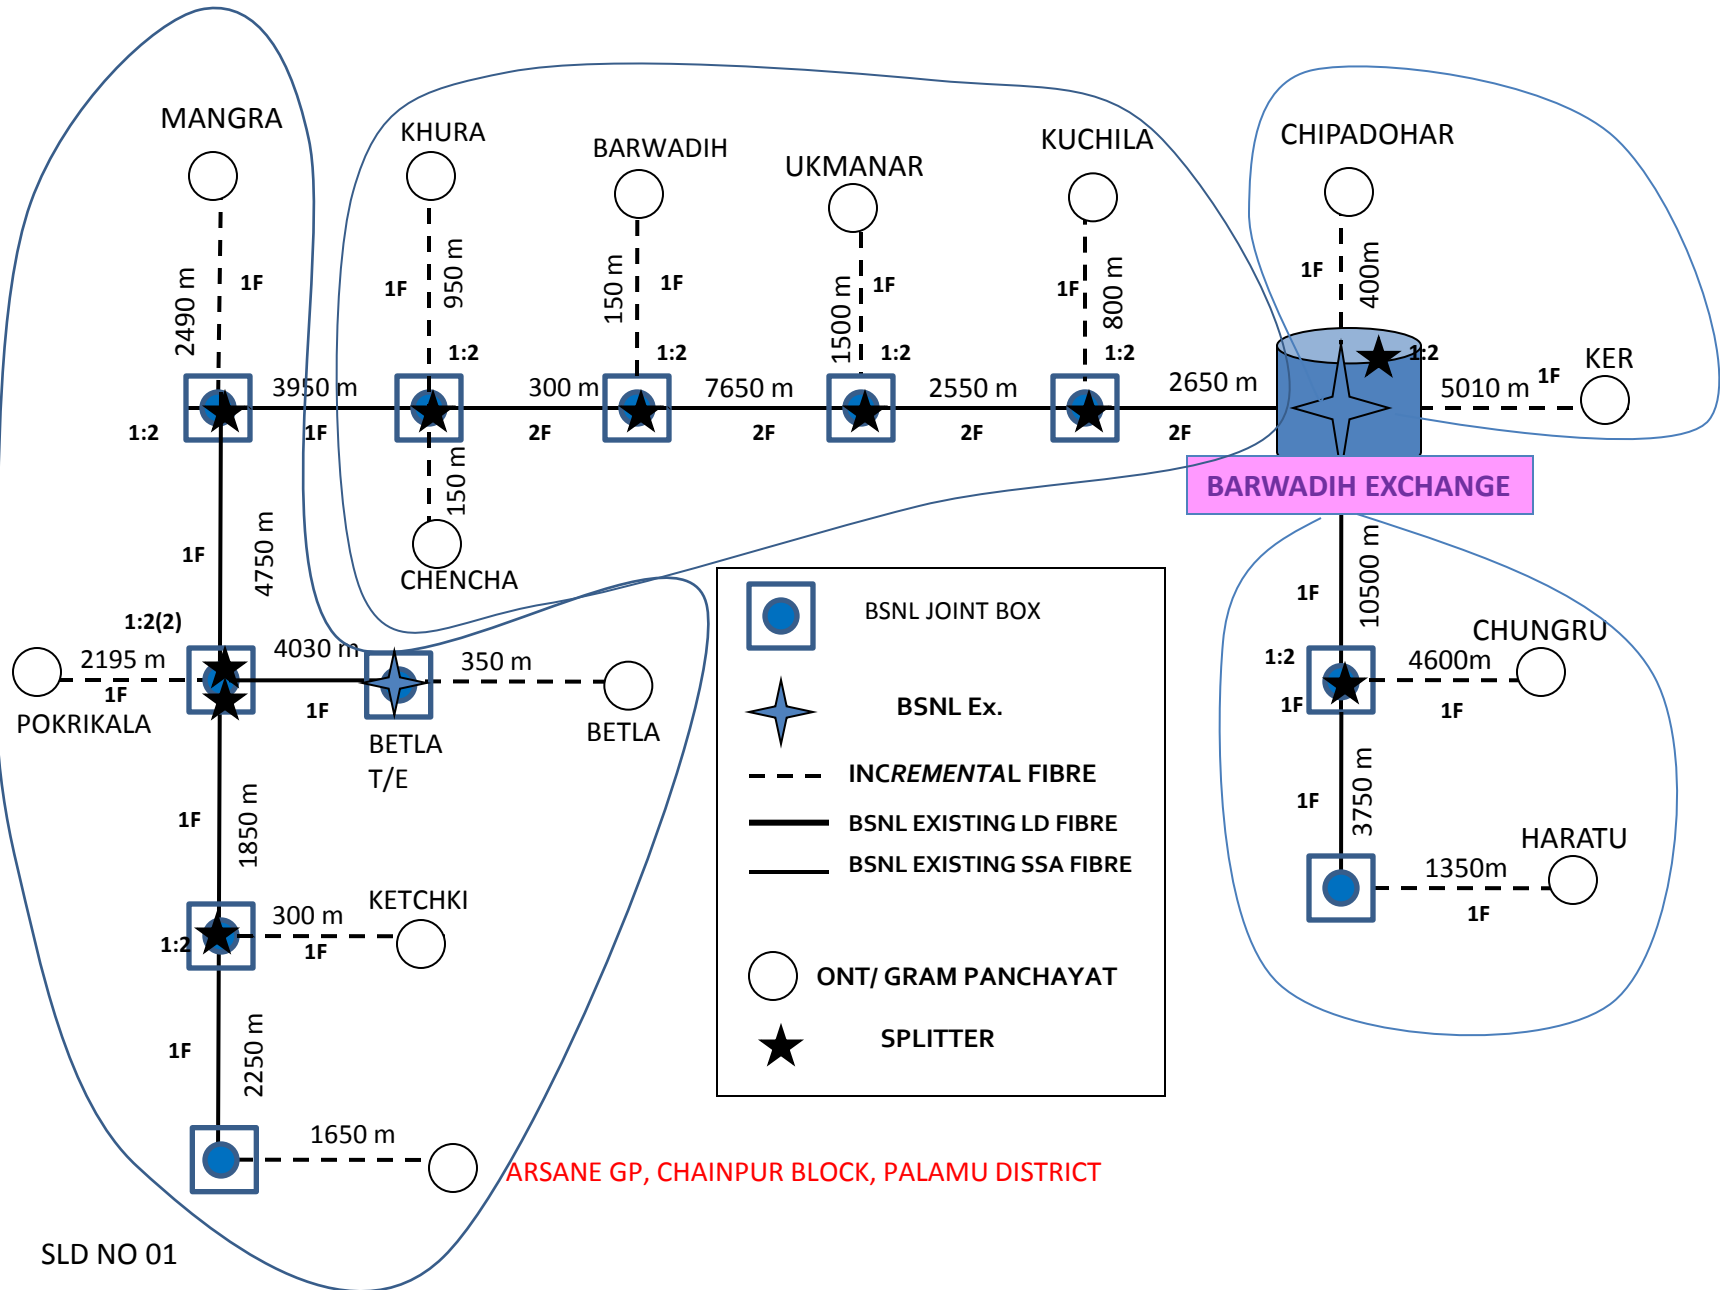 MANGRA
KHURA
BARWADIH
UKMANAR
KUCHILA
CHIPADOHAR
2490 m
1F
1F
950 m
150 m
1F
1500 m
1F
1F
800 m
1F
400m
1:2
1:2
1:2
1:2
1:2
KER
3950 m
300 m
7650 m
2550 m
2650 m
5010 m
1F
1:2
1F
2F
2F
2F
2F
BARWADIH EXCHANGE
150 m
CHENCHA
1F
4750 m
1F
10500 m
1:2(2)
2195 m
1F
POKRIKALA
4030 m
1F
350 m
BETLA
T/E
BETLA
CHUNGRU
1:2
4600m
1F
1F
1F
3750 m
HARATU
1350m
1F
1F
1850 m
KETCHKI
1:2
300 m
1F
1F
2250 m
1650 m
BSNL JOINT BOX
BSNL Ex.
INCREMENTAL FIBRE
BSNL EXISTING LD FIBRE
BSNL EXISTING SSA FIBRE
ONT/ GRAM PANCHAYAT
SPLITTER
ARSANE GP, CHAINPUR BLOCK, PALAMU DISTRICT
SLD NO 01